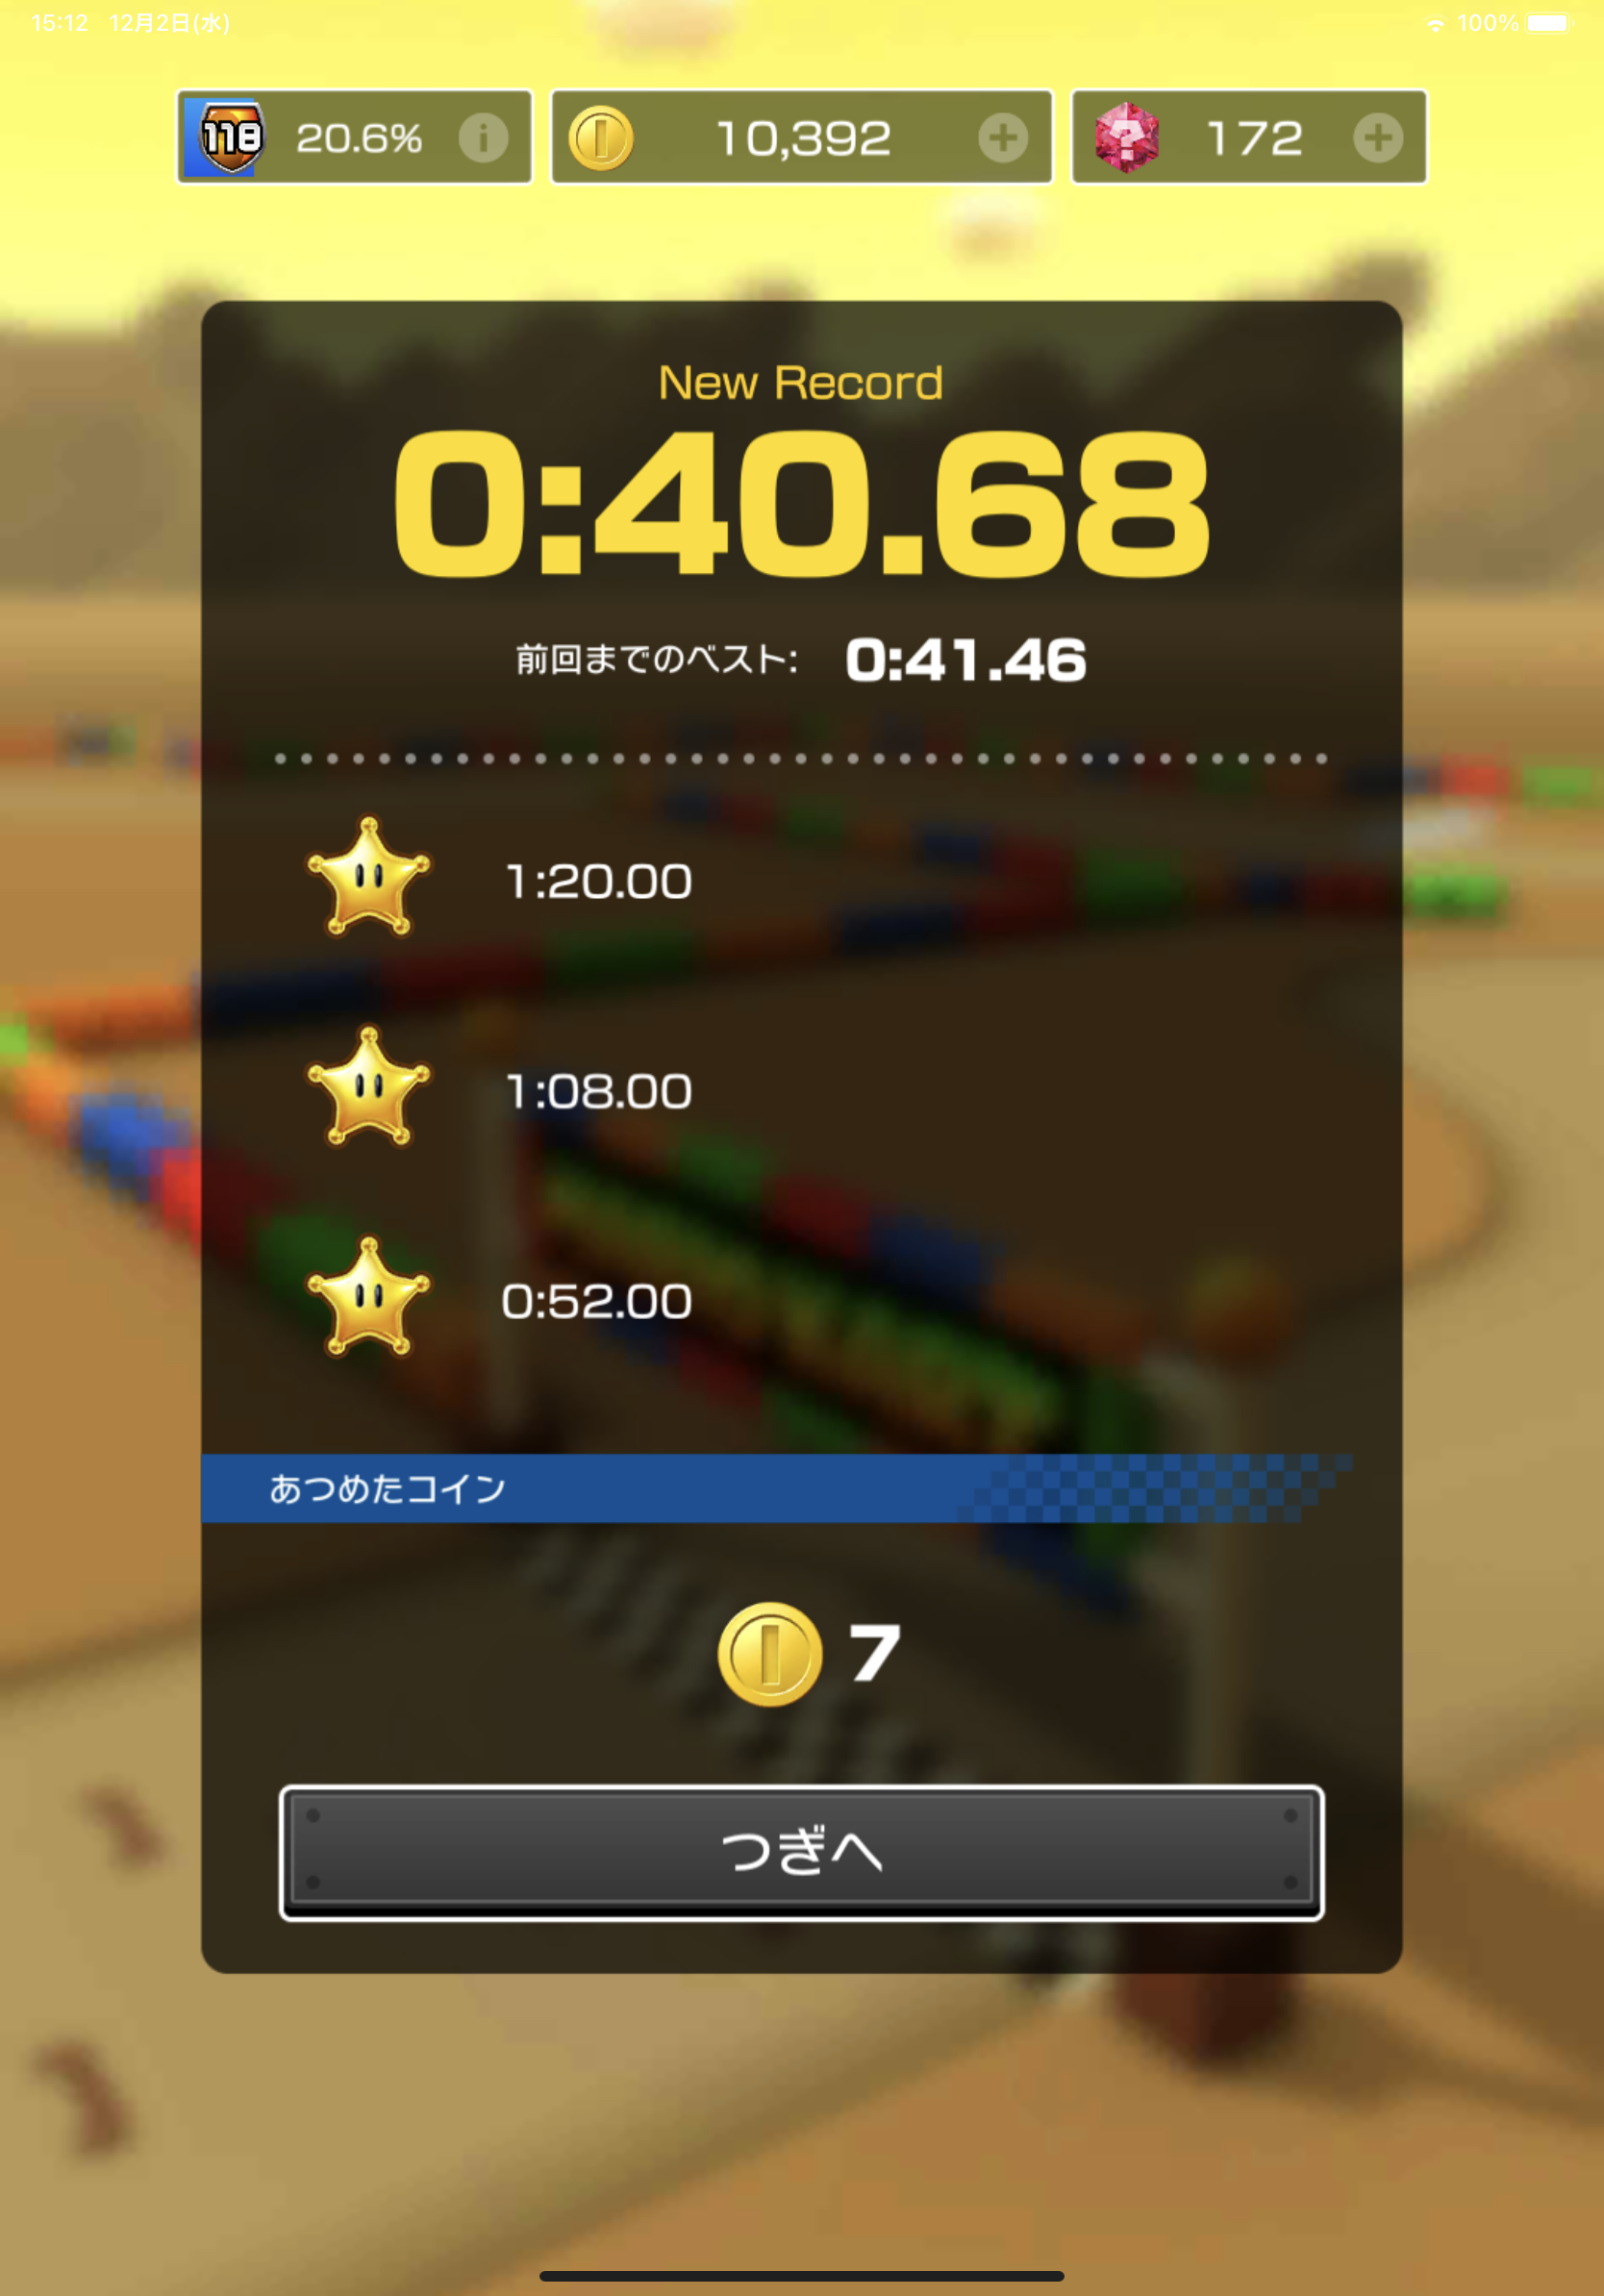 15:12 12月2日(水) 100%
118 20.6% i 10,392 + ? 172 +
New Record
0:40.68
前回までのベスト: 0:41.46
1:20.00
1:08.00
0:52.00
あつめたコイン
7
つぎへ